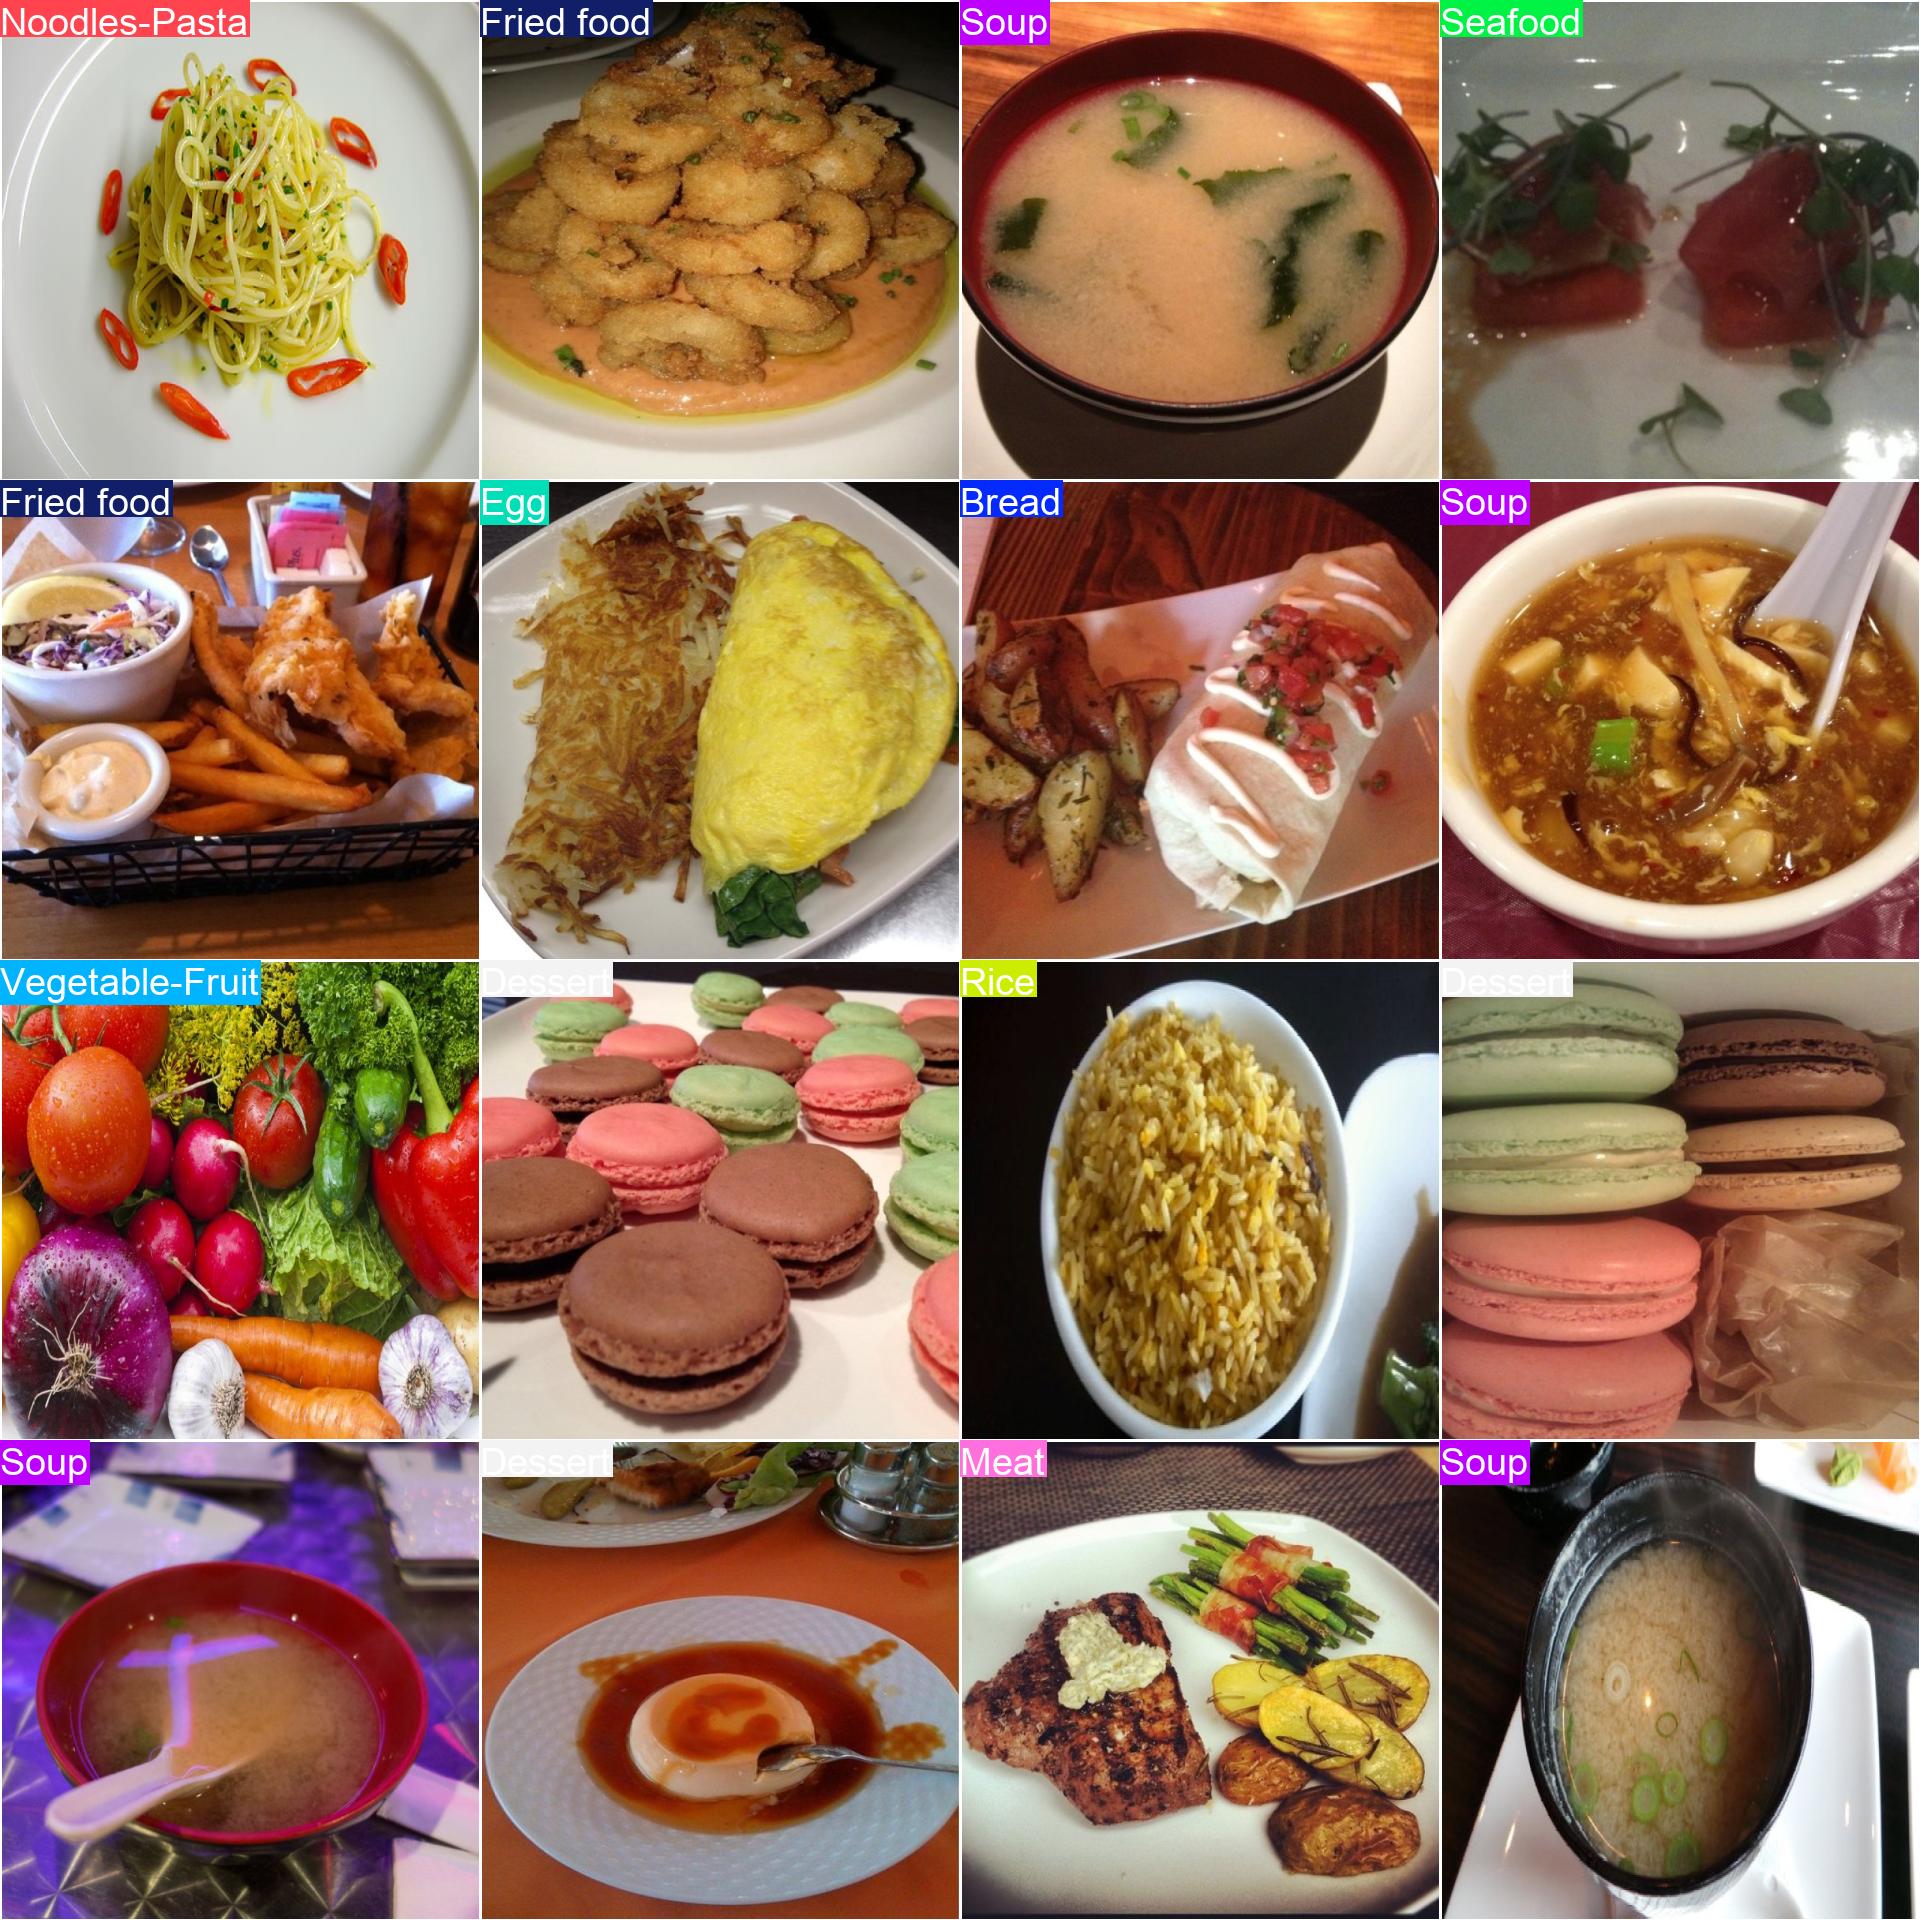 Noodles-Pasta
Fried food
Soup
Seafood
Fried food
Egg
Bread
Soup
Vegetable-Fruit
Dessert
Rice
Dessert
Soup
Dessert
Meat
Soup